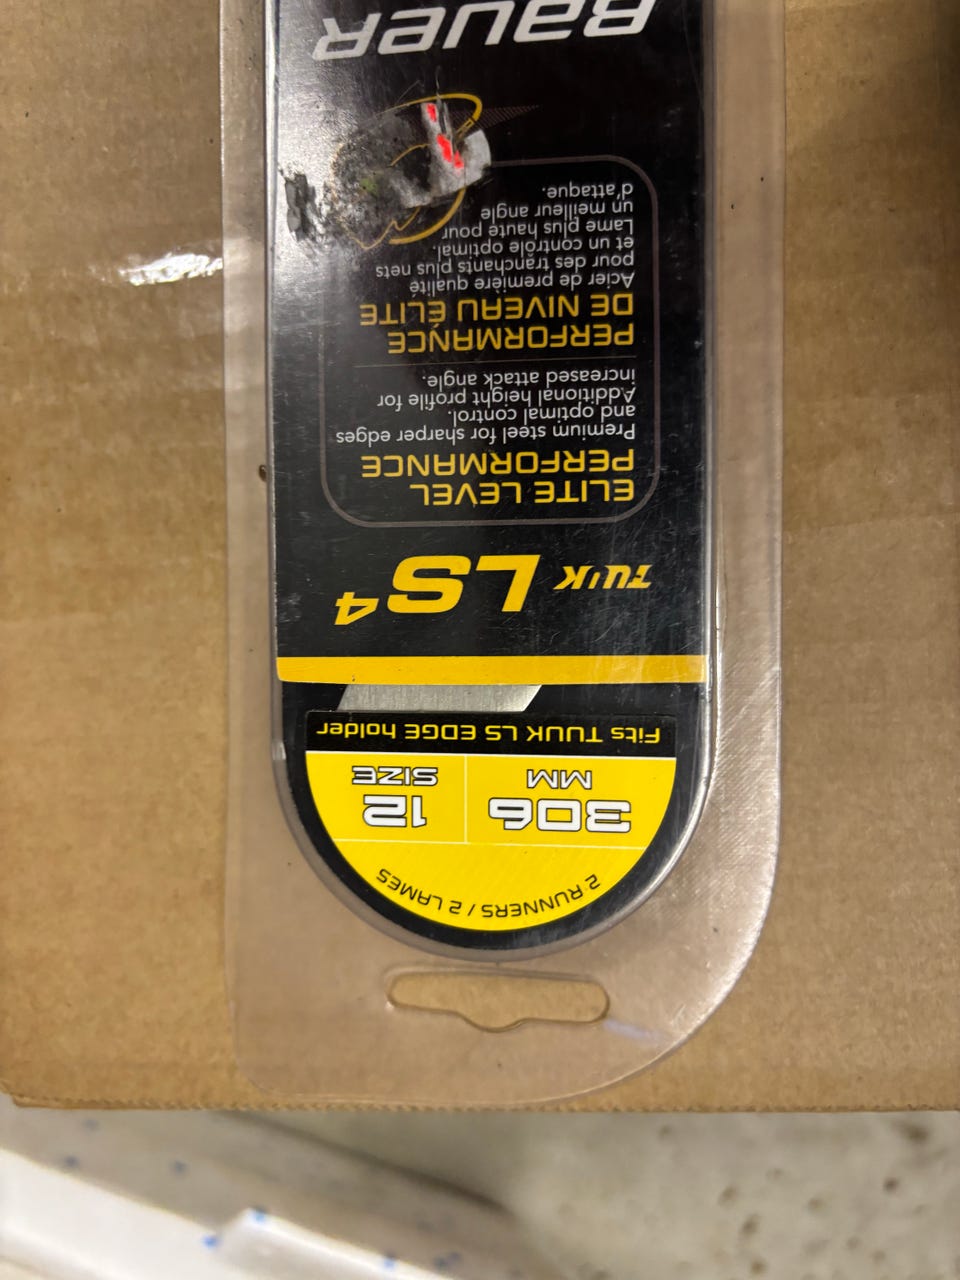 2 RUNNERS / 2 LAMES
306 MM
12 SIZE
Fits TUUK LS EDGE holder
TUUK LS4
ELITE LEVEL
PERFORMANCE
Premium steel for sharper edges
and optimal control.
Additional height for profile for
increased attack angle.
PERFORMANCE
DE NIVEAU ÉLITE
Acier de première qualité
pour des tranchants plus nets
et un contrôle optimal.
Lame plus haute pour
un meilleur angle
d'attaque.
BAUER